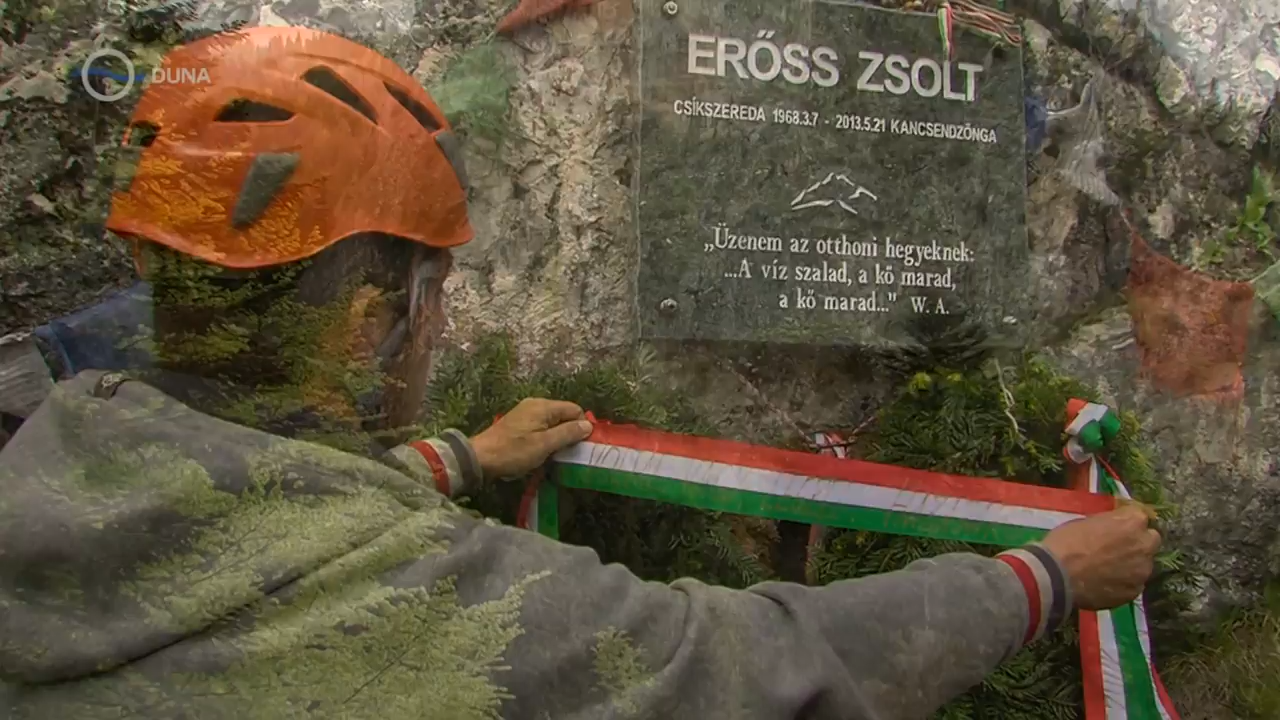 DUNA
ERŐSS ZSOLT
CSÍKSZEREDA 1968.3.7 - 2013.5.21 KANCSENDZÖNGA
„Üzenem az otthoni hegyeknek:
...A víz szalad, a kő marad,
a kő marad..." W. A.